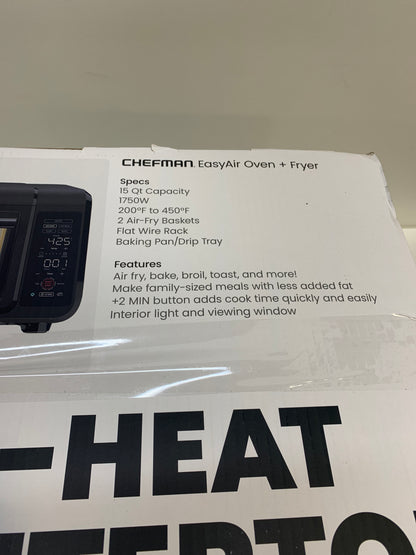 CHEFMAN. EasyAir Oven + Fryer
Specs
15 Qt Capacity
1750W
200°F to 450°F
2 Air-Fry Baskets
Flat Wire Rack
Baking Pan/Drip Tray
Features
Air fry, bake, broil, toast, and more!
Make family-sized meals with less added fat
+2 MIN button adds cook time quickly and easily
Interior light and viewing window
425
001
-HEAT